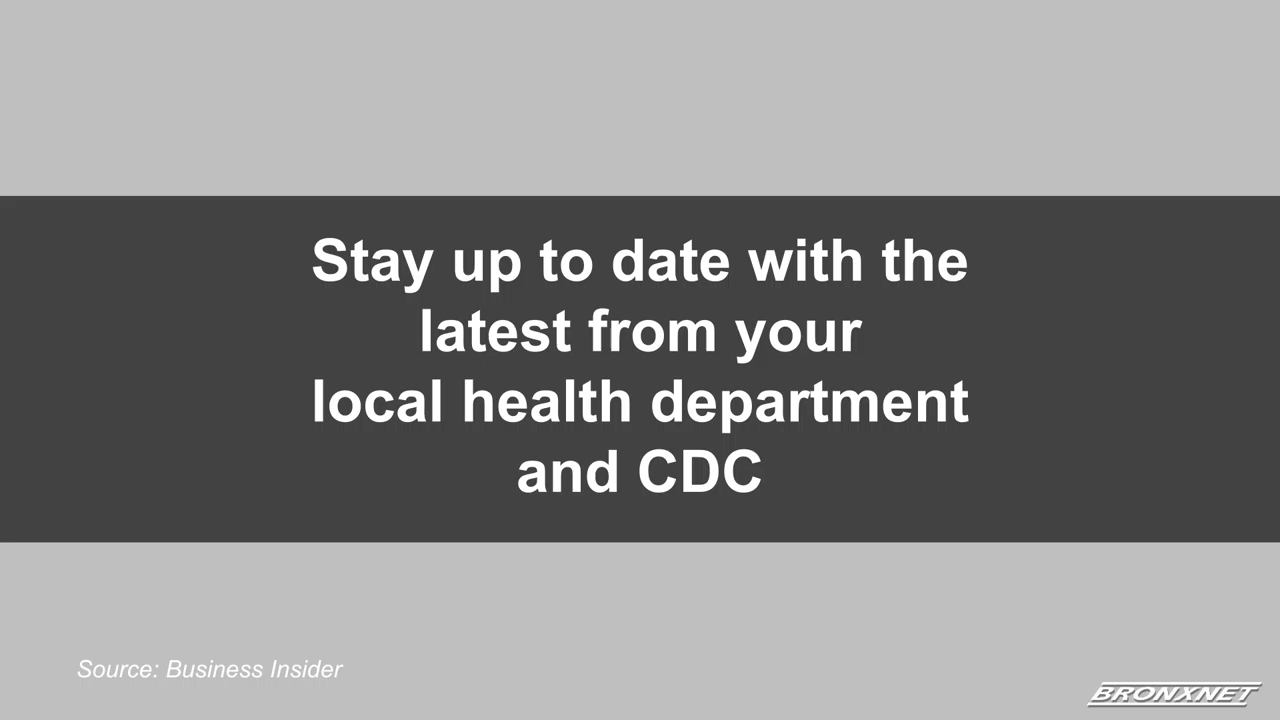 Stay up to date with the
latest from your
local health department
and CDC
Source: Business Insider
BRONXNET